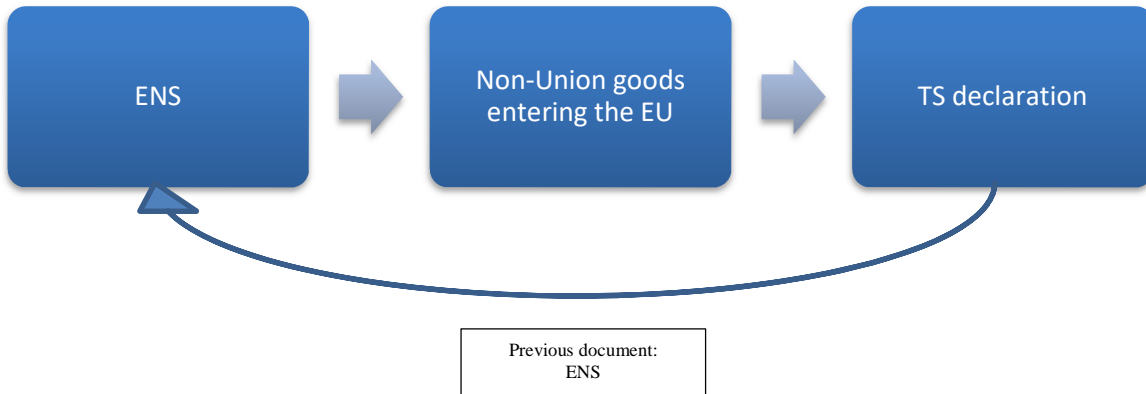 ENS
Non-Union goods
entering the EU
TS declaration
Previous document:
ENS